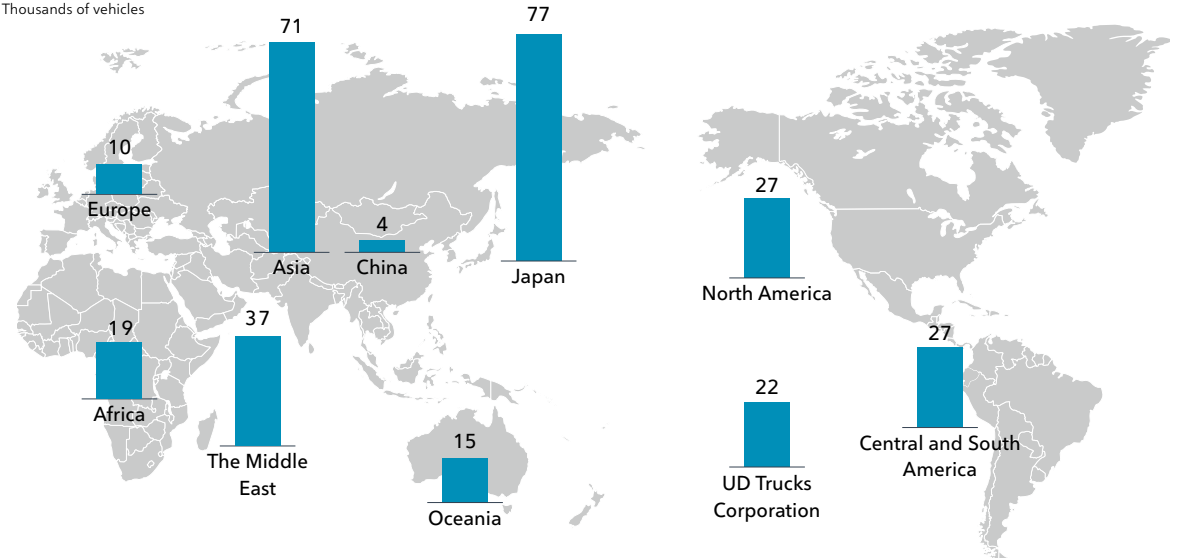 Thousands of vehicles
71
77
10
Europe
4
Asia
China
Japan
27
North America
19
Africa
37
The Middle
East
15
Oceania
22
UD Trucks
Corporation
27
Central and South
America